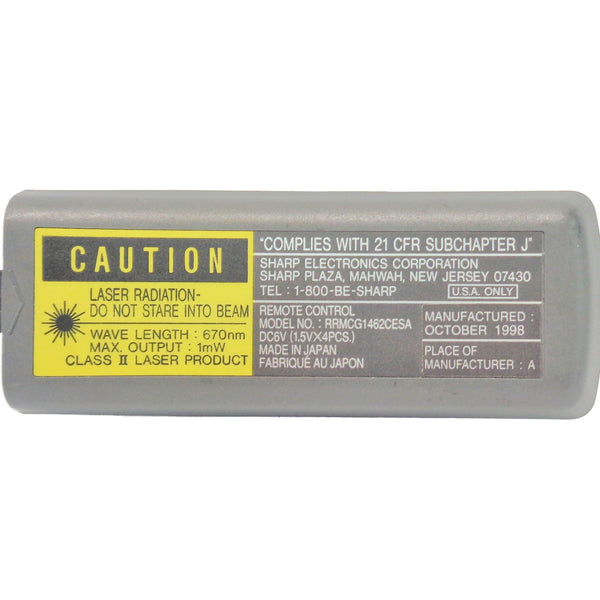 CAUTION
LASER RADIATION-
DO NOT STARE INTO BEAM
WAVE LENGTH : 670nm
MAX. OUTPUT : 1mW
CLASS II LASER PRODUCT
"COMPLIES WITH 21 CFR SUBCHAPTER J"
SHARP ELECTRONICS CORPORATION
SHARP PLAZA, MAHWAH, NEW JERSEY 07430
TEL : 1-800-BE-SHARP
U.S.A. ONLY
REMOTE CONTROL
MODEL NO. : RRMCG1462CESA
DC6V (1.5V×4PCS.)
MADE IN JAPAN
FABRIQUÉ AU JAPON
MANUFACTURED :
OCTOBER 1998
PLACE OF
MANUFACTURER : A